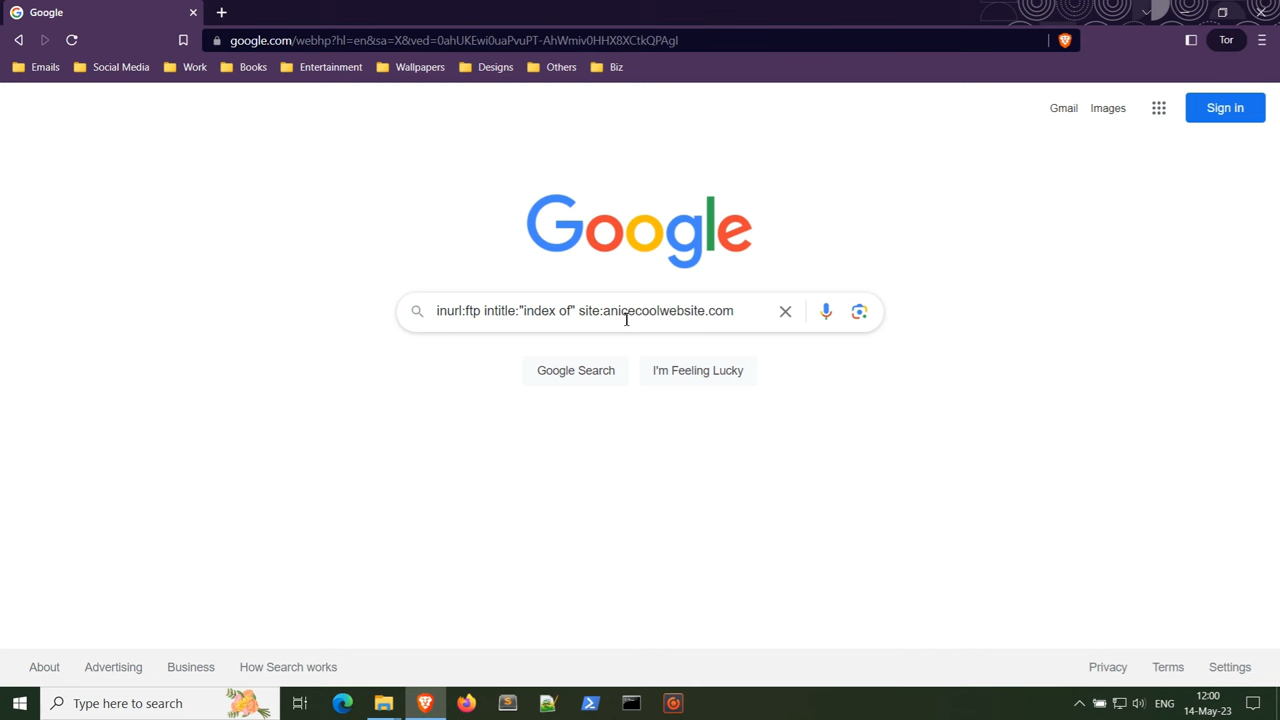 Google
google.com/webhp?hl=en&sa=X&ved=0ahUKEwi0uaPvuPT-AhWmiv0HHX8XCtkQPAgI
Tor
Emails Social Media Work Books Entertainment Wallpapers Designs Others Biz
Gmail Images Sign in
Google
inurl:ftp intitle:"index of" site:anicecoolwebsite.com
Google Search I'm Feeling Lucky
About Advertising Business How Search works Privacy Terms Settings
Type here to search ENG
12:00
14-May-23